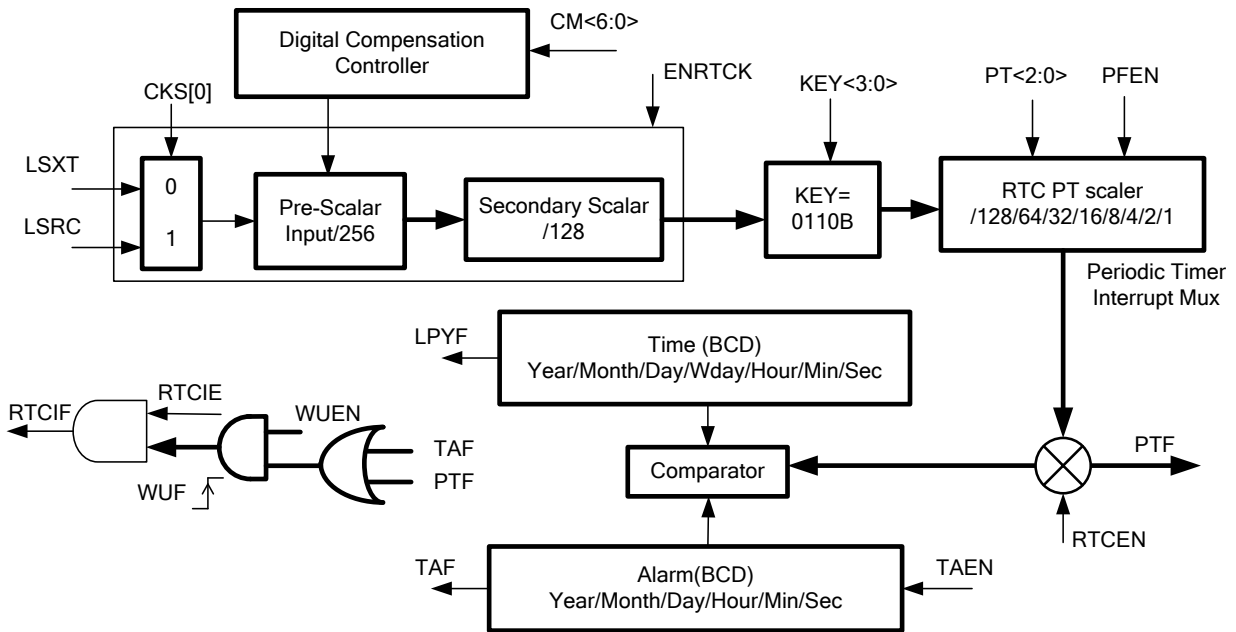 Digital Compensation
Controller
CM<6:0>
CKS[0]
ENRTCK
KEY<3:0>
PT<2:0>
PFEN
LSXT
LSRC
0
1
Pre-Scalar
Input/256
Secondary Scalar
/128
KEY=
0110B
RTC PT scaler
/128/64/32/16/8/4/2/1
Periodic Timer
Interrupt Mux
LPYF
Time (BCD)
Year/Month/Day/Wday/Hour/Min/Sec
RTCIF
RTCIE
WUEN
TAF
PTF
WUF
Comparator
PTF
RTCEN
TAF
Alarm(BCD)
Year/Month/Day/Hour/Min/Sec
TAEN